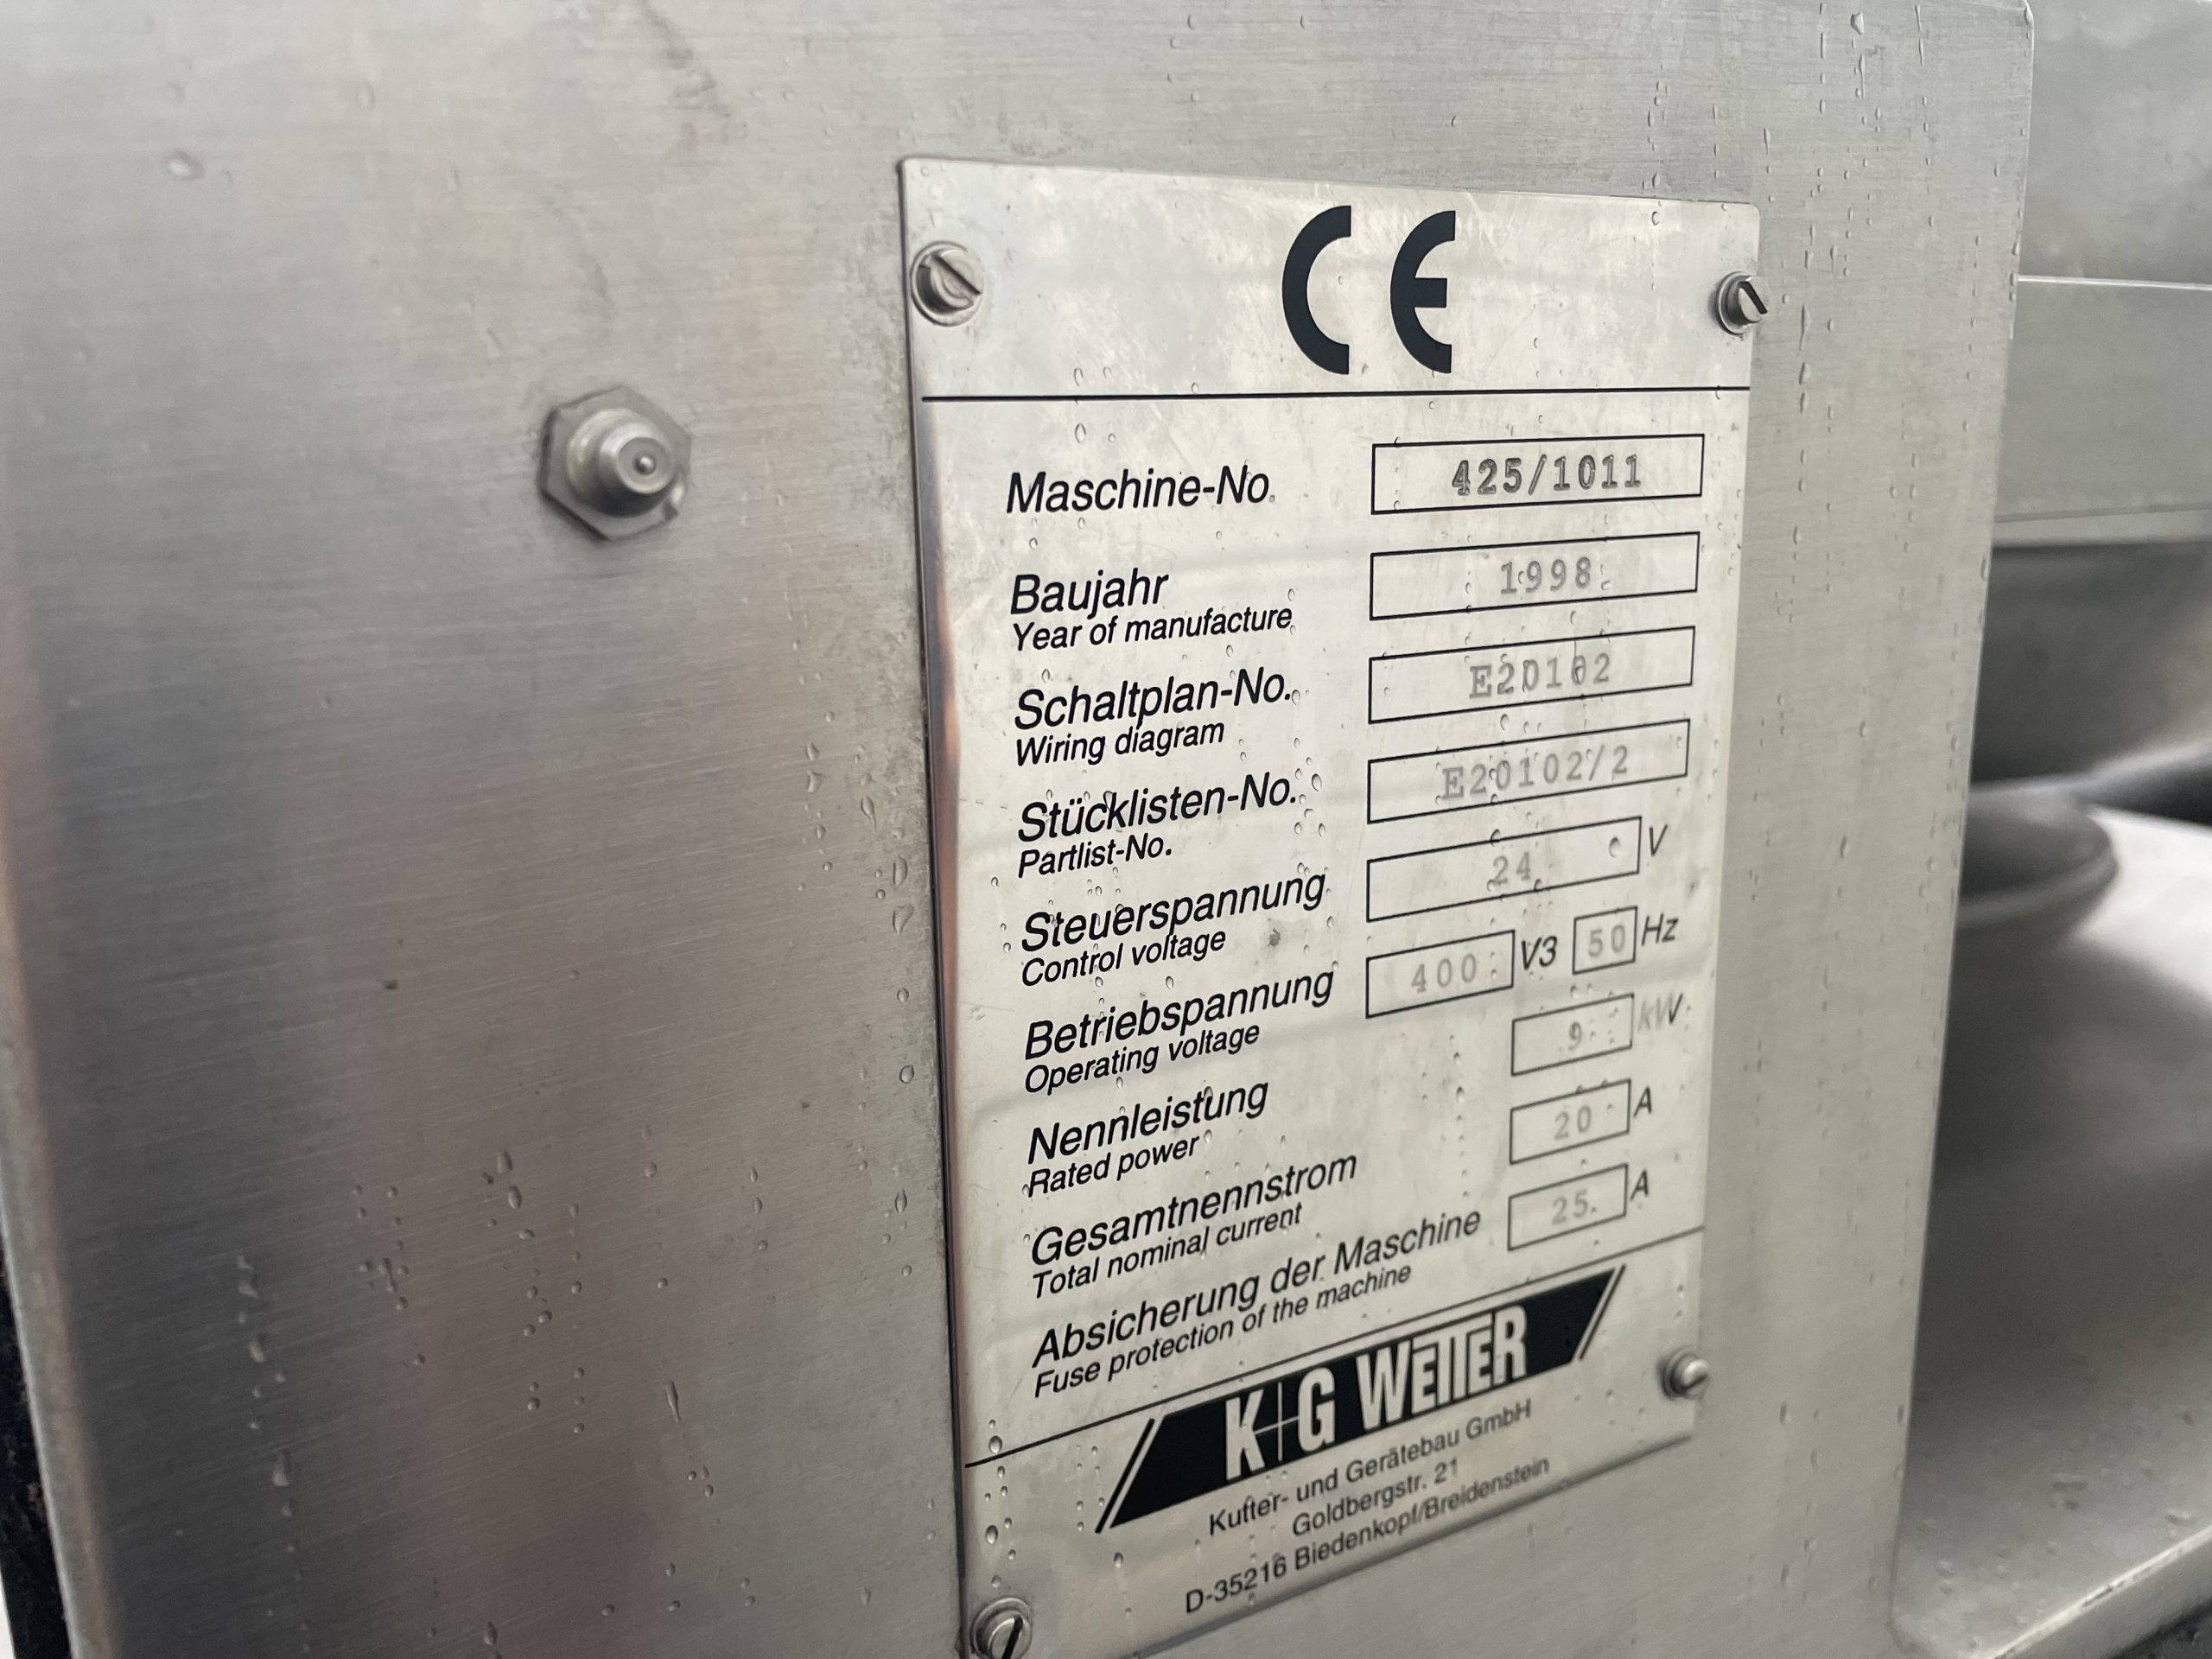 CE
Maschine-No. 425/1011
Baujahr 1998
Year of manufacture
Schaltplan-No. E20102
Wiring diagram
Stücklisten-No. E20102/2
Partlist-No.
Steuerspannung 24 V
Control voltage
Betriebspannung 400 V3 50 Hz
Operating voltage
Nennleistung 9 kW
Rated power
Gesamtnennstrom 20 A
Total nominal current
Absicherung der Maschine 25 A
Fuse protection of the machine
K+G WETTER
Kutter- und Gerätebau GmbH
Goldbergstr. 21
D-35216 Biedenkopf/Breidenstein